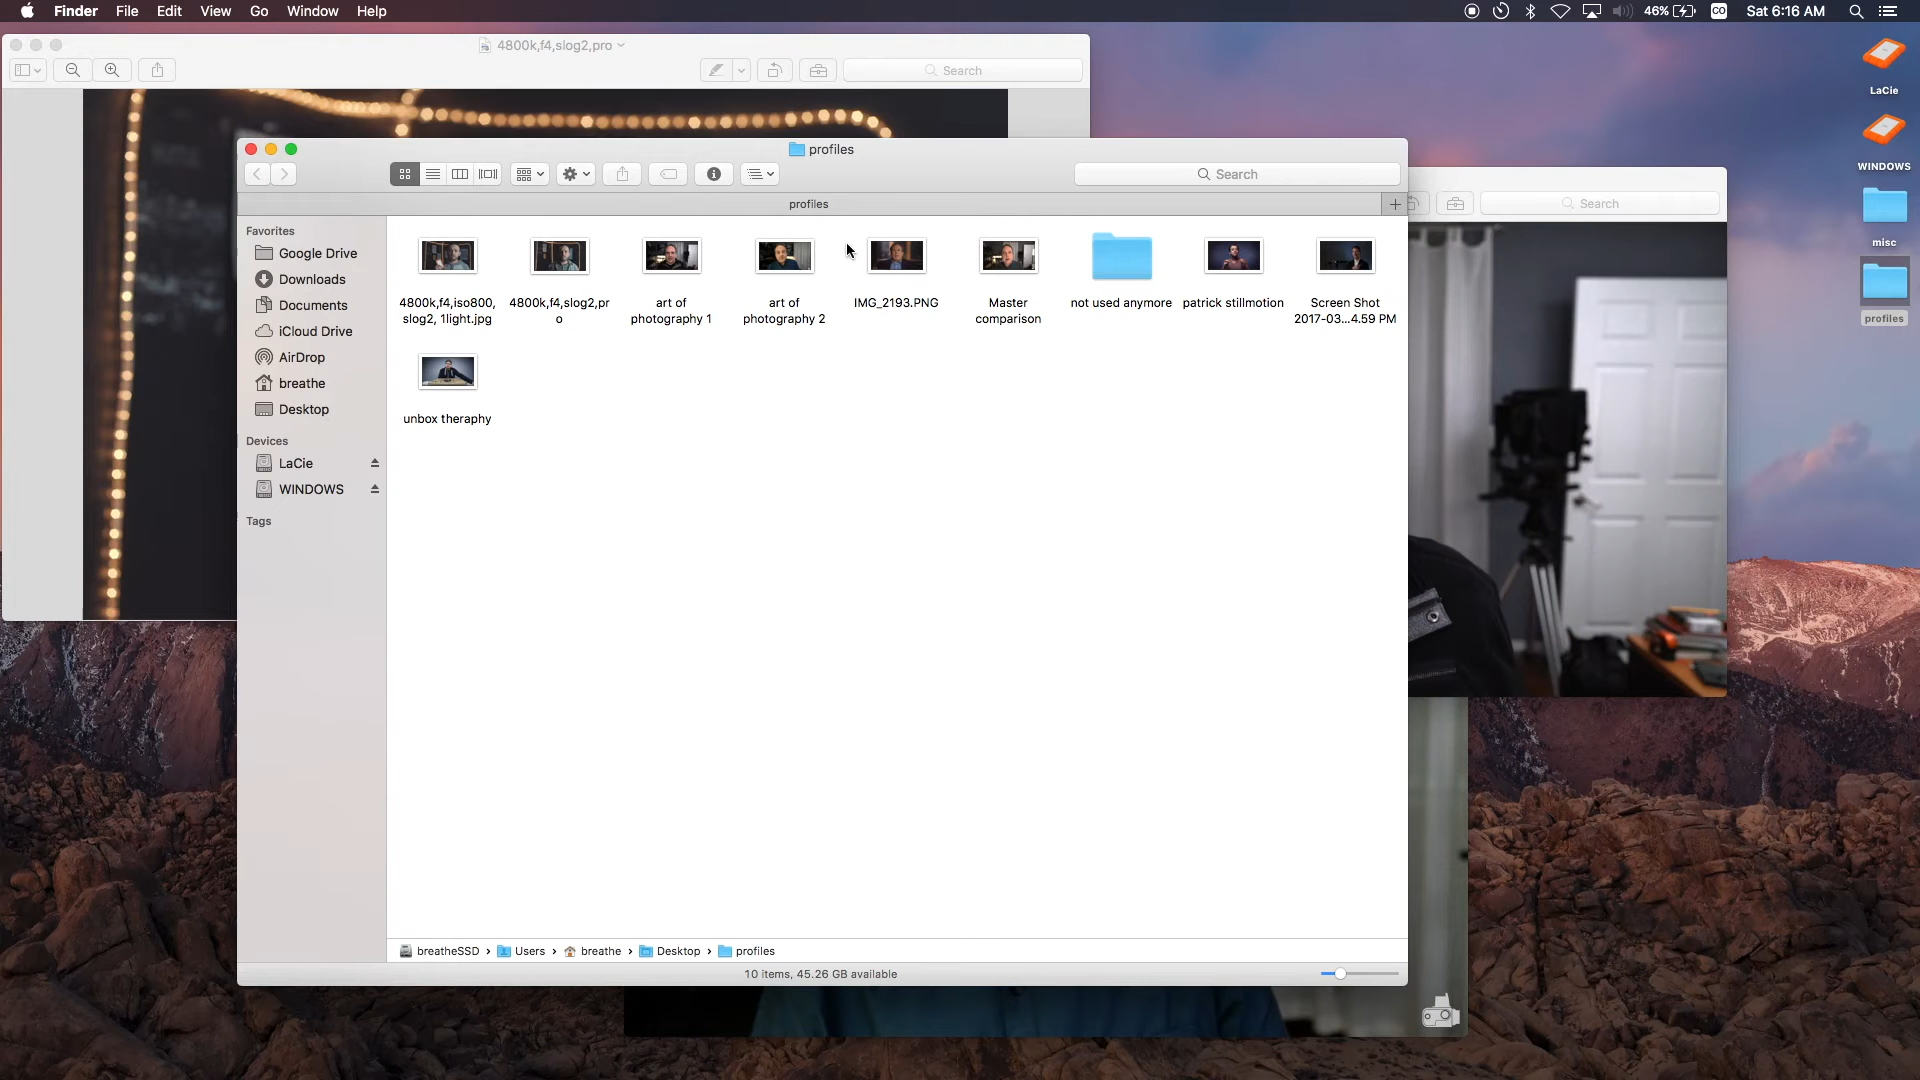 Finder File Edit View Go Window Help
46% CO Sat 6:16 AM
4800k,f4,slog2,pro
Search
LaCie
WINDOWS
misc
profiles
Search
profiles
Search
profiles
Favorites
Google Drive
Downloads
Documents
iCloud Drive
AirDrop
breathe
Desktop
Devices
LaCie
WINDOWS
Tags
4800k,f4,iso800,
slog2, 1light.jpg
4800k,f4,slog2,pr
o
art of
photography 1
art of
photography 2
IMG_2193.PNG
Master
comparison
not used anymore
patrick stillmotion
Screen Shot
2017-03...4.59 PM
unbox theraphy
breatheSSD › Users › breathe › Desktop › profiles
10 items, 45.26 GB available